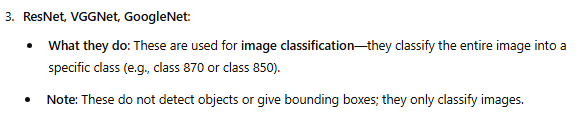 3. ResNet, VGGNet, GoogleNet:
• What they do: These are used for image classification—they classify the entire image into a
specific class (e.g., class 870 or class 850).
• Note: These do not detect objects or give bounding boxes; they only classify images.